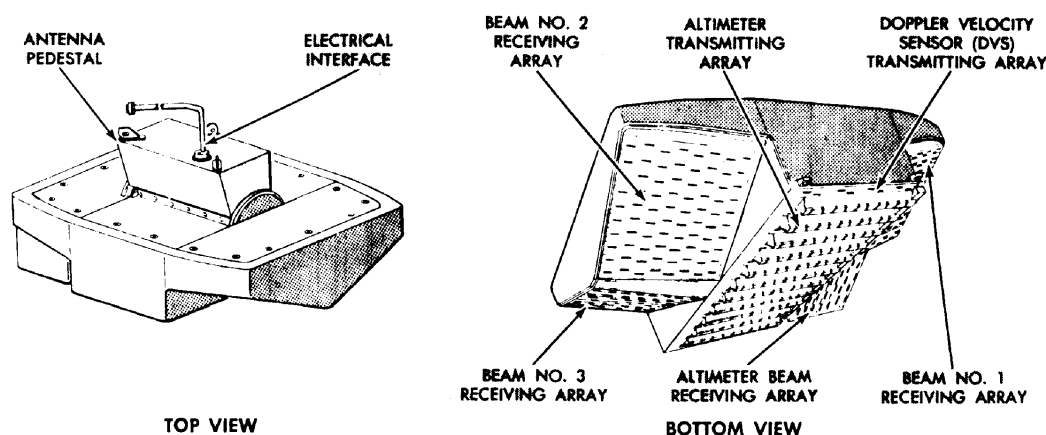 ANTENNA
PEDESTAL
ELECTRICAL
INTERFACE
TOP VIEW
BEAM NO. 2
RECEIVING
ARRAY
ALTIMETER
TRANSMITTING
ARRAY
DOPPLER VELOCITY
SENSOR (DVS)
TRANSMITTING ARRAY
BEAM NO. 3
RECEIVING ARRAY
ALTIMETER BEAM
RECEIVING ARRAY
BEAM NO. 1
RECEIVING ARRAY
BOTTOM VIEW